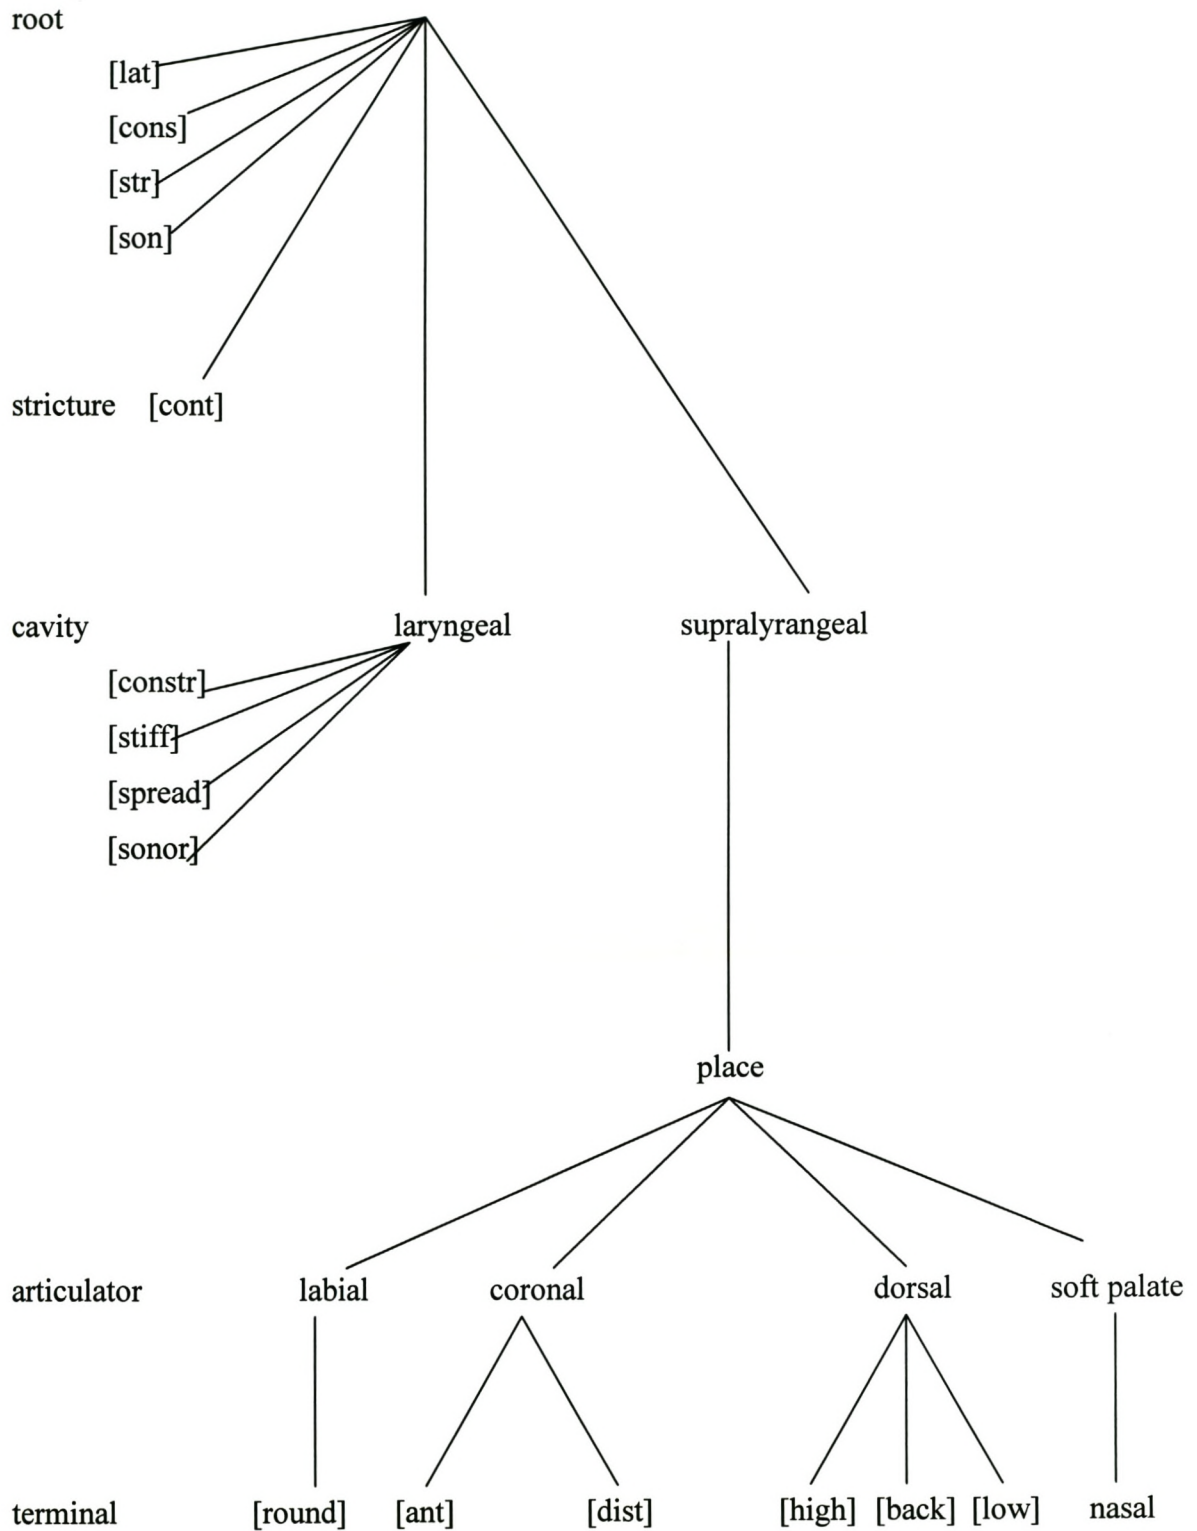 root
[lat]
[cons]
[str]
[son]
stricture [cont]
cavity laryngeal supralyrangeal
[constr]
[stiff]
[spread]
[sonor]
place
articulator labial coronal dorsal soft palate
terminal [round] [ant] [dist] [high] [back] [low] nasal